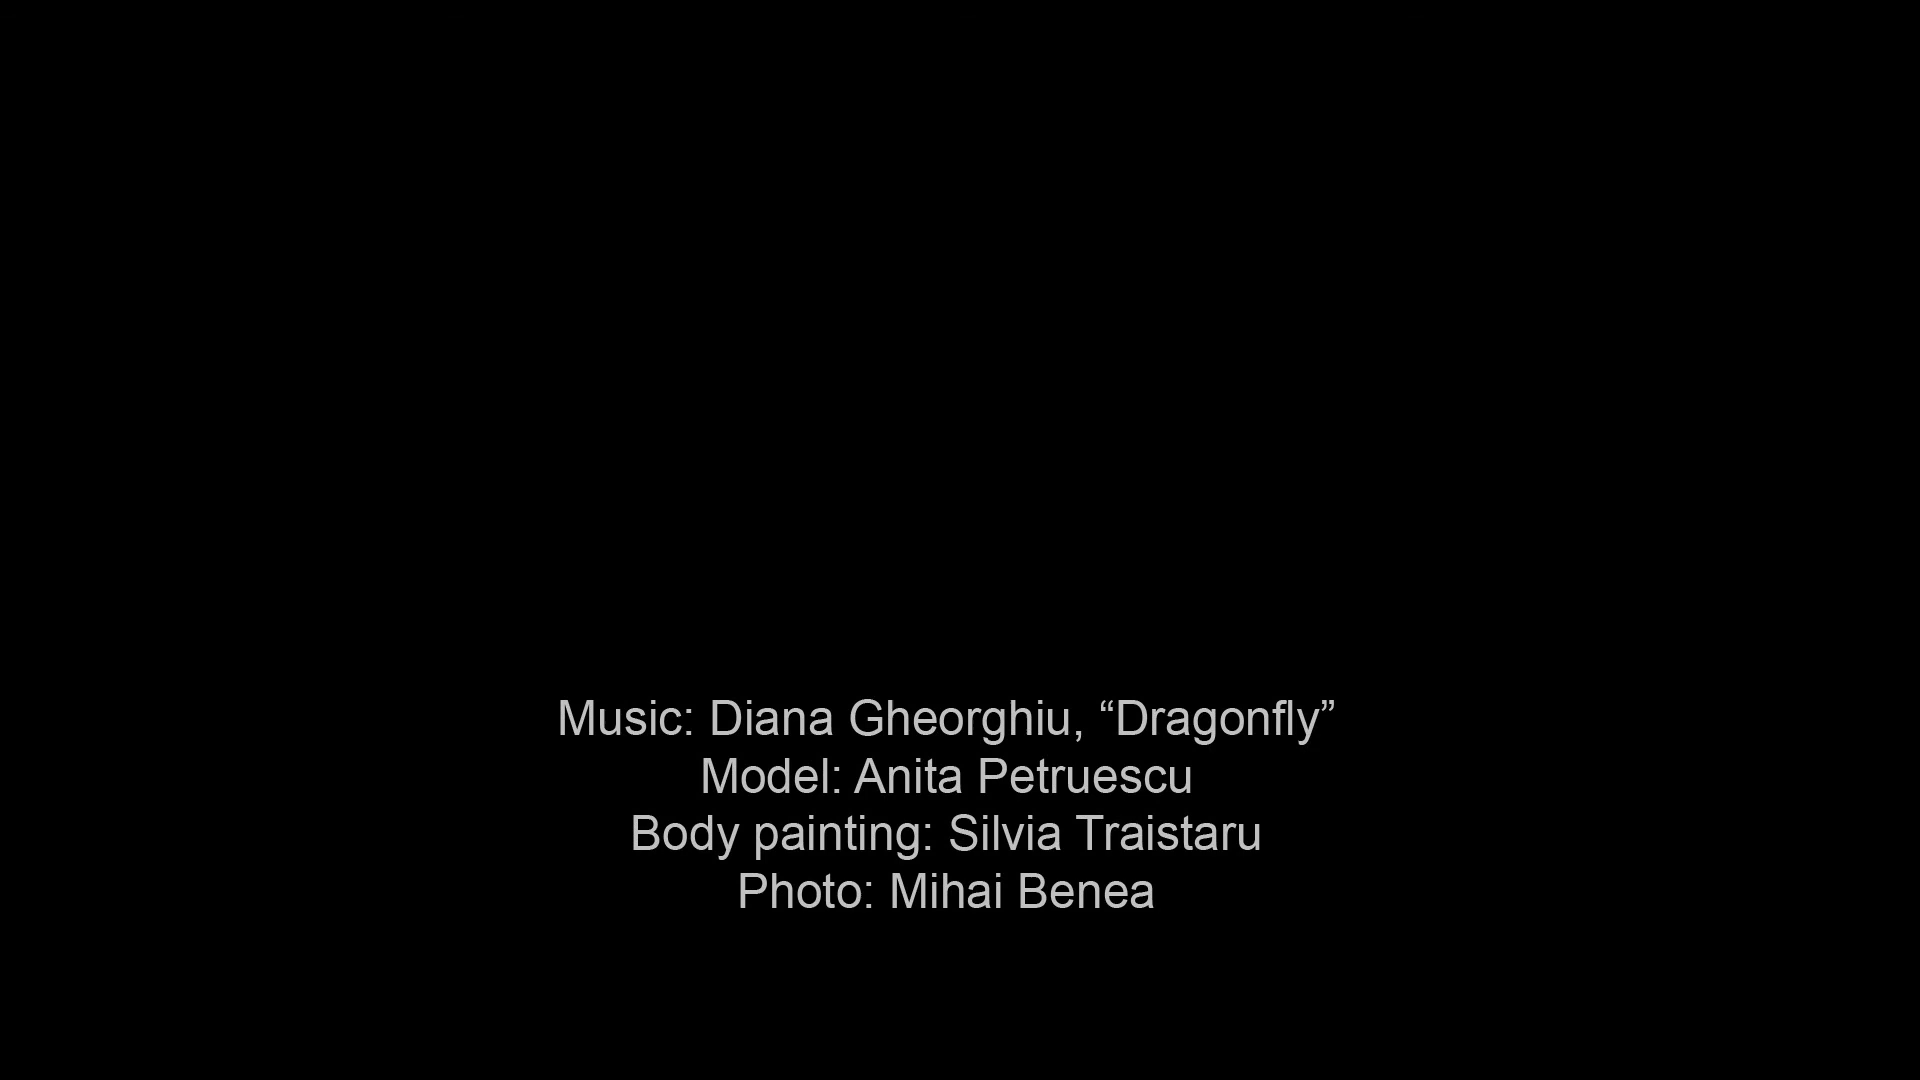 Music: Diana Gheorghiu, “Dragonfly”
Model: Anita Petruescu
Body painting: Silvia Traistaru
Photo: Mihai Benea